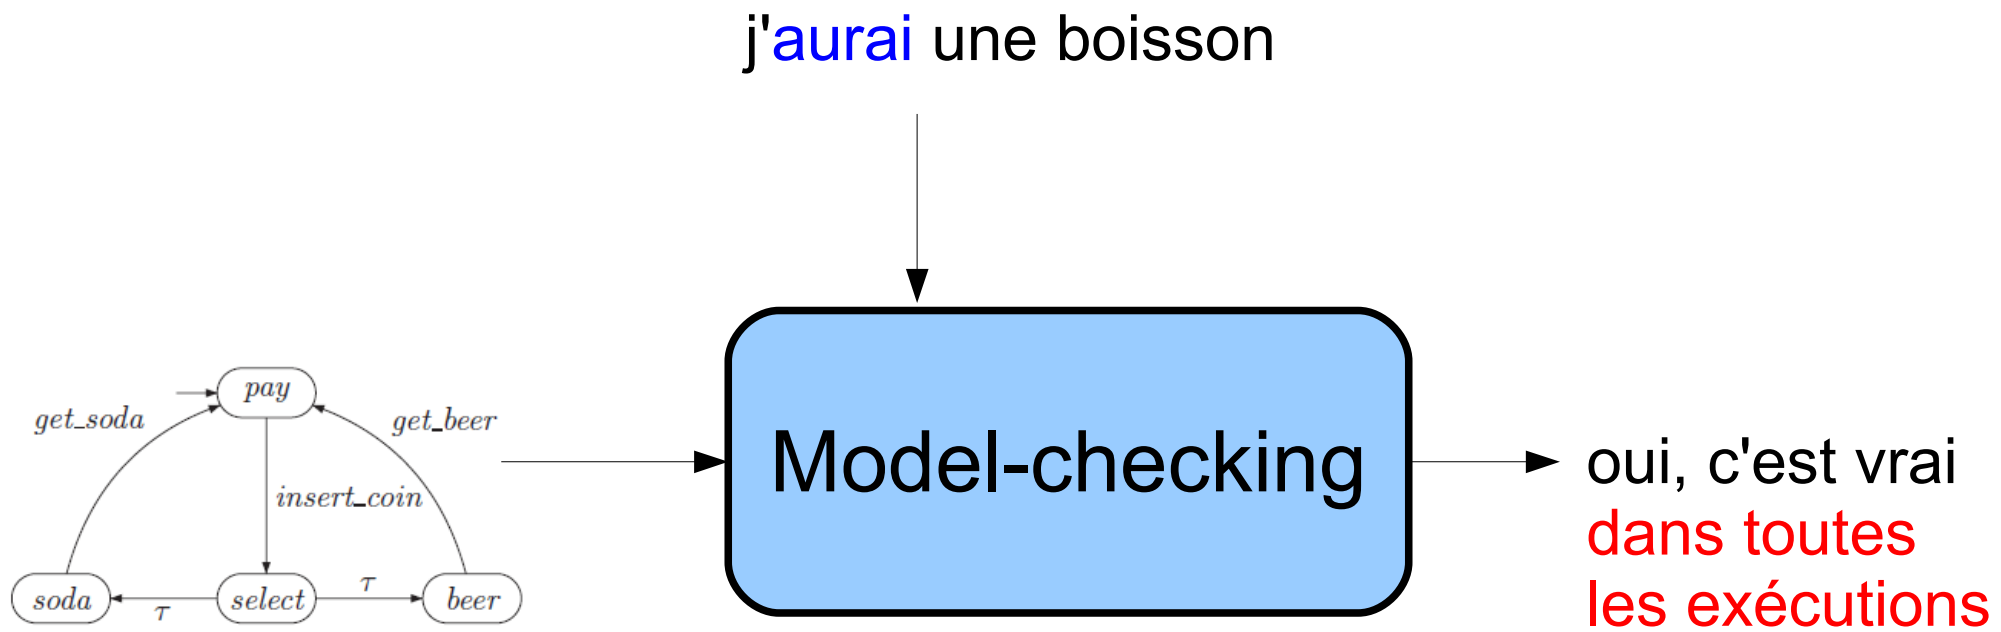 j'aurai une boisson
pay
get_soda
get_beer
insert_coin
Model-checking
soda
τ
select
τ
beer
oui, c'est vrai
dans toutes
les exécutions